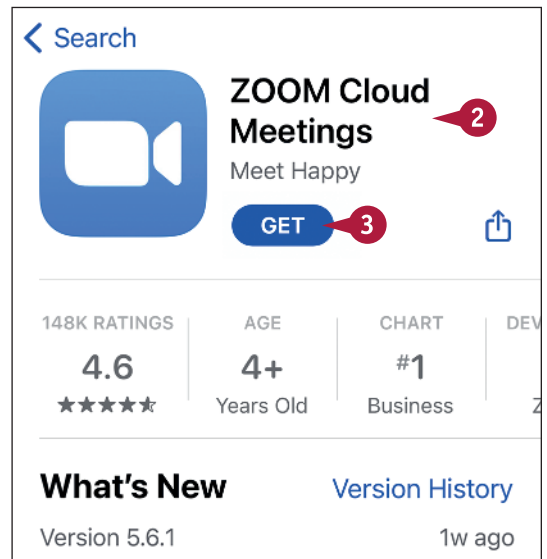 Search
ZOOM Cloud
Meetings
2
Meet Happy
GET
3
148K RATINGS
AGE
CHART
DEV
4.6
4+
#1
Years Old
Business
Z
What's New
Version History
Version 5.6.1
1w ago